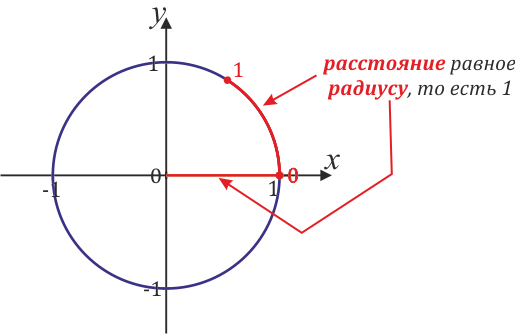 y
1
1
расстояние равное
радиусу, то есть 1
x
0
-1
1
0
-1